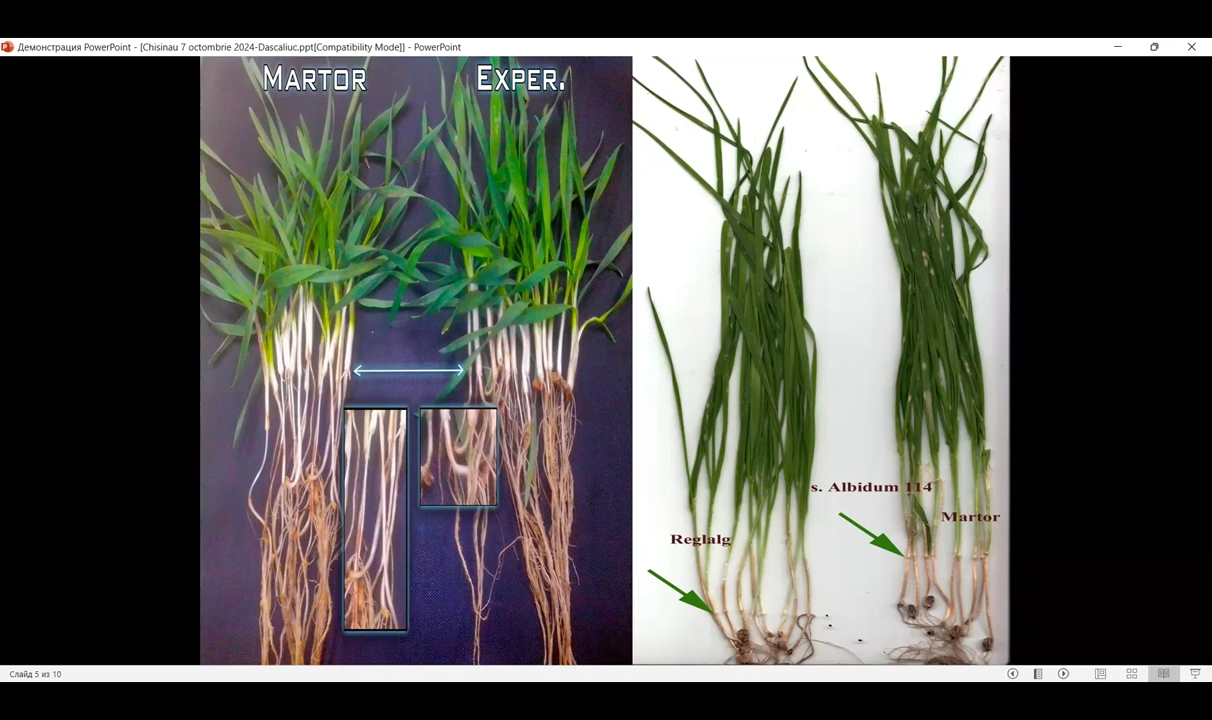 Демонстрация PowerPoint - [Chisinau 7 octombrie 2024-Dascaliuc.ppt[Compatibility Mode]] - PowerPoint
MARTOR
EXPER.
s. Albidum 114
Martor
Reglalg
Слайд 5 из 10